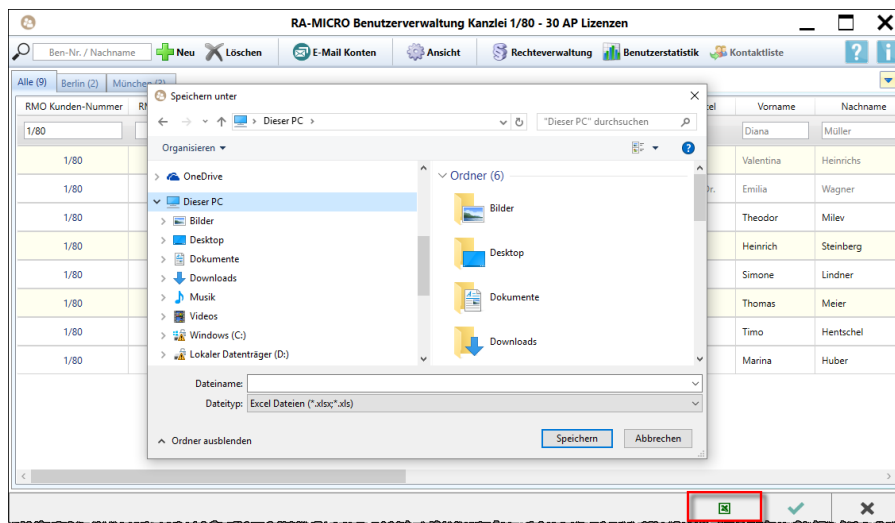 RA-MICRO Benutzerverwaltung Kanzlei 1/80 - 30 AP Lizenzen
Ben-Nr. / Nachname Neu Löschen E-Mail Konten Ansicht Rechteverwaltung Benutzerstatistik Kontaktliste
Alle (9) Berlin (2)
RMO Kunden-Nummer Vorname Nachname
1/80 Diana Müller
1/80 Valentina Heinrichs
1/80 Dr. Emilia Wagner
1/80 Theodor Milev
1/80 Heinrich Steinberg
1/80 Simone Lindner
1/80 Thomas Meier
1/80 Timo Hentschel
1/80 Marina Huber
Speichern unter
Dieser PC "Dieser PC" durchsuchen
Organisieren
OneDrive
Dieser PC
Bilder
Desktop
Dokumente
Downloads
Musik
Videos
Windows (C:)
Lokaler Datenträger (D:)
Ordner (6)
Bilder
Desktop
Dokumente
Downloads
Dateiname:
Dateityp: Excel Dateien (*.xlsx;*.xls)
Ordner ausblenden Speichern Abbrechen